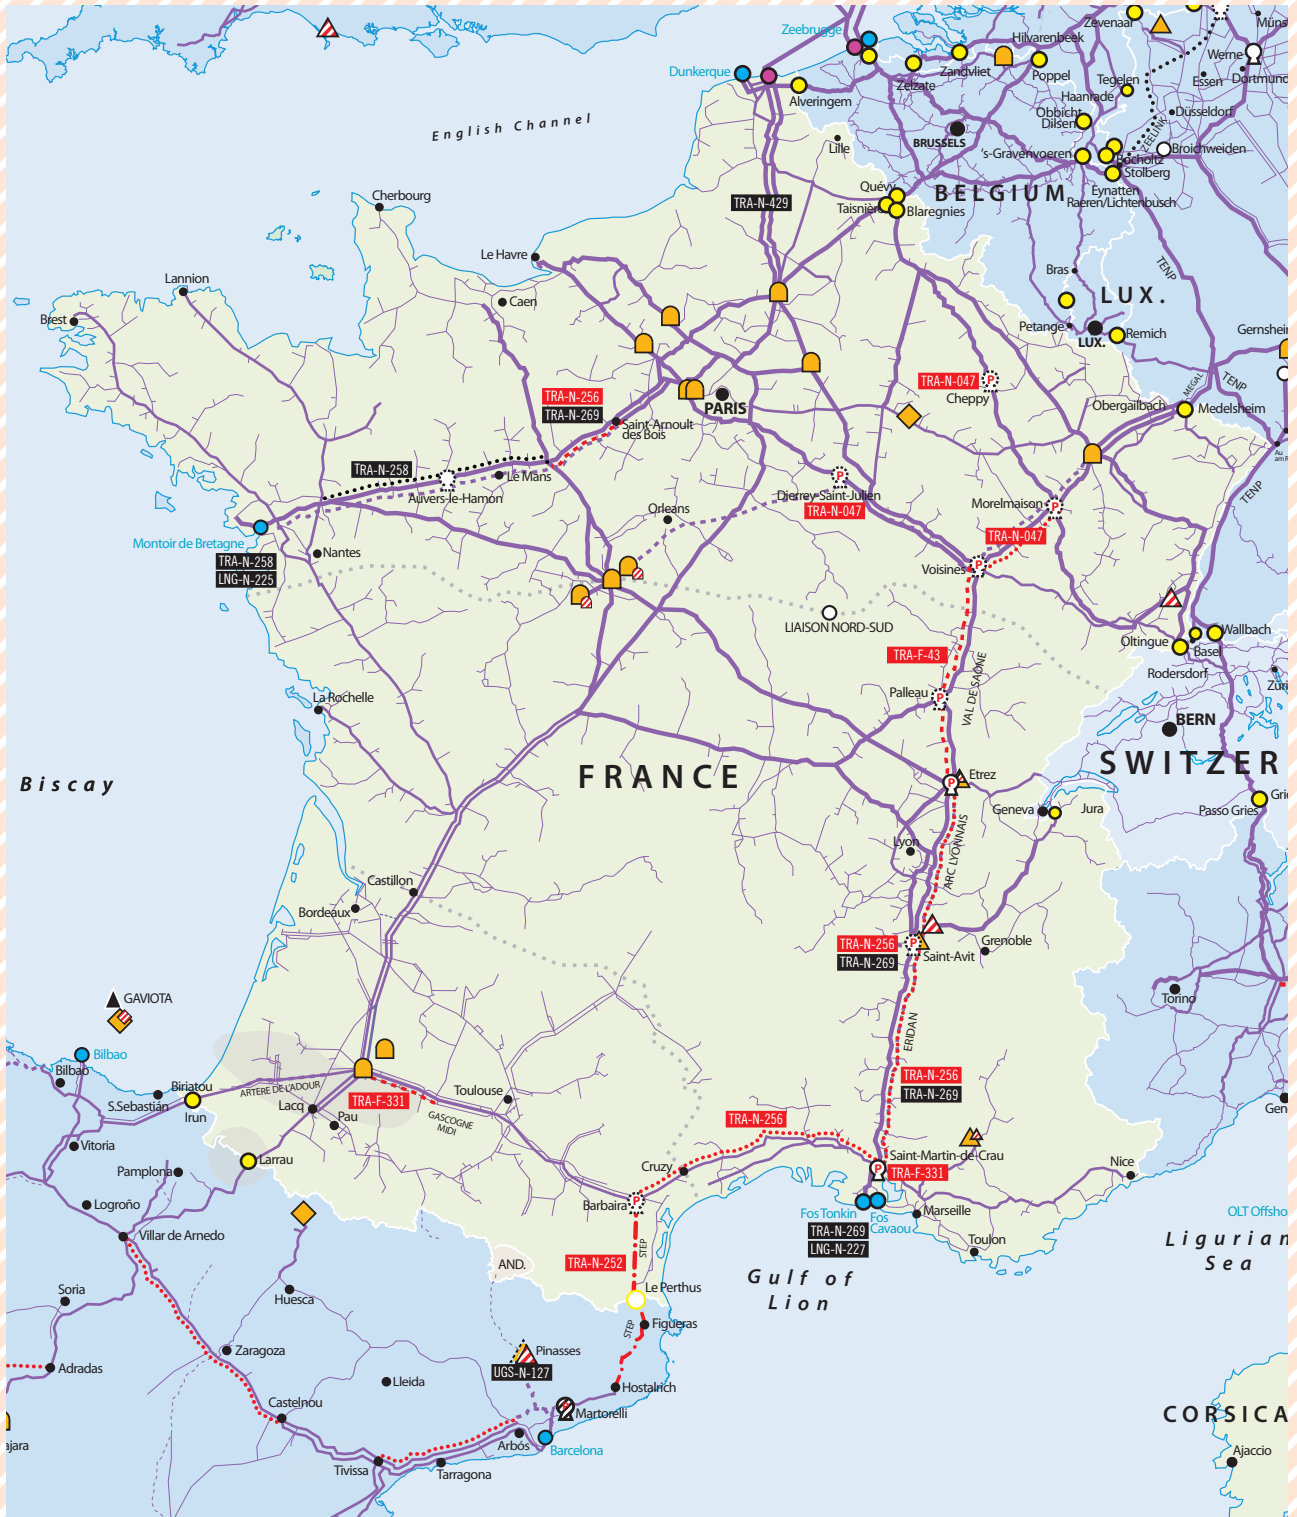 Zeebrugge
Zevenaar
Hilvarenbeek
Werne
Dunkerque
Zelzate
Zandvliet
Poppel
Tegelen
Essen
Dortmund
Alveringem
Haanrade
Obbicht
Dilsen
Düsseldorf
English Channel
Lille
BRUSSELS
's-Gravenvoeren
ZEELINK
Bocholtz
Broichweiden
Stolberg
Cherbourg
Quévy
BELGIUM
Eynatten
Raeren/Lichtenbusch
TRA-N-429
Taisnières
Blaregnies
Le Havre
Lannion
Caen
Bras
TENP
LUX.
Brest
Petange
LUX.
Remich
TRA-N-047
Cheppy
MEGAL
TENP
TRA-N-256
TRA-N-269
PARIS
Saint-Arnoult
des Bois
Obergailbach
Medelsheim
TRA-N-258
Le Mans
Auvers-le-Hamon
Dierrey-Saint-Julien
TRA-N-047
Morelmaison
TENP
Orleans
Montoir de Bretagne
TRA-N-258
LNG-N-225
Nantes
TRA-N-047
Voisines
LIAISON NORD-SUD
Oltingue
Wallbach
Basel
Rodersdorf
TRA-F-43
VAL DE SAÔNE
Palleau
La Rochelle
BERN
SWITZER
Biscay
FRANCE
Etrez
Geneva
Jura
Passo Gries
Lyon
ARC LYONNAIS
Castillon
Bordeaux
TRA-N-256
TRA-N-269
Saint-Avit
Grenoble
GAVIOTA
Torino
ERIDAN
Bilbao
Bilbao
Biriatou
S.Sebastián
Irun
ARTERE DE L'ADOUR
Lacq
Pau
TRA-F-331
GASCOGNE
MIDI
Toulouse
TRA-N-256
TRA-N-269
TRA-N-256
Vitoria
Larrau
Pamplona
Cruzy
Saint-Martin-de-Crau
TRA-F-331
Nice
Logroño
Barbaira
Fos Tonkin
Fos
Cavaou
Marseille
OLT Offsho
TRA-N-269
LNG-N-227
Toulon
Villar de Arnedo
STEP
TRA-N-252
AND.
Ligurian
Sea
Gulf of
Lion
Soria
Huesca
Le Perthus
STEP
Figueras
Zaragoza
Pinasses
UGS-N-127
Adradas
Lleida
Hostalrich
Castelnou
Martorelli
CORSICA
ajara
Arbós
Barcelona
Ajaccio
Tivissa
Tarragona